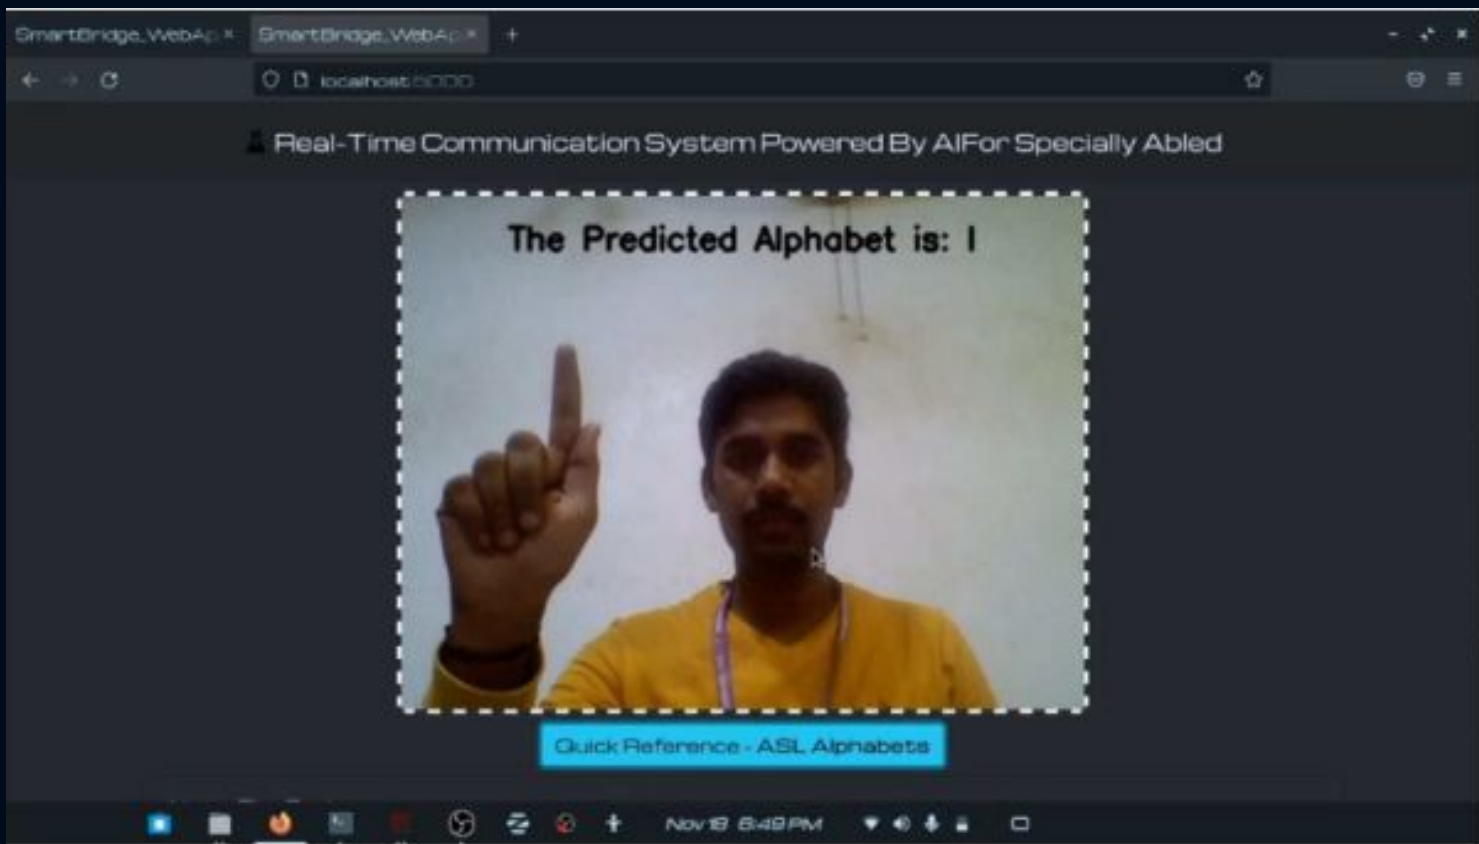 SmartBridge_WebAp × SmartBridge_WebAp × +
localhost:5000
Real-Time Communication System Powered By AIFor Specially Abled
The Predicted Alphabet is: I
Quick Reference - ASL Alphabets
Nov 18 6:49 PM